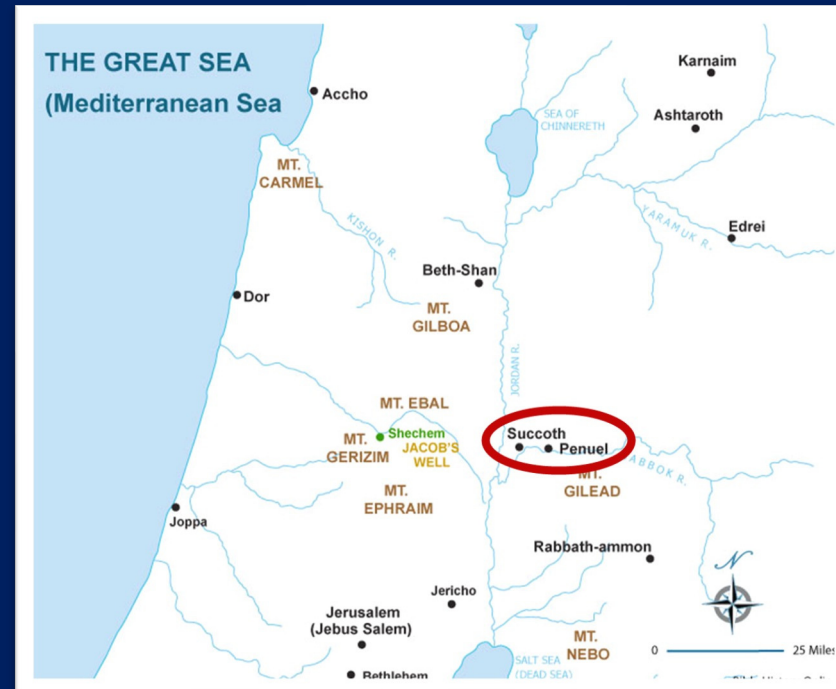 THE GREAT SEA
(Mediterranean Sea
Accho
Karnaim
Ashtaroth
SEA OF
CHINNERETH
MT.
CARMEL
KISHON R.
YARAMUK R.
Edrei
Beth-Shan
Dor
MT.
GILBOA
JORDAN R.
MT. EBAL
Shechem
MT.
GERIZIM
JACOB'S
WELL
Succoth
Penuel
ABBOK R.
MT.
GILEAD
MT.
EPHRAIM
Joppa
Rabbath-ammon
N
Jericho
Jerusalem
(Jebus Salem)
MT.
NEBO
0 25 Miles
SALT SEA
(DEAD SEA)
Bethlehem